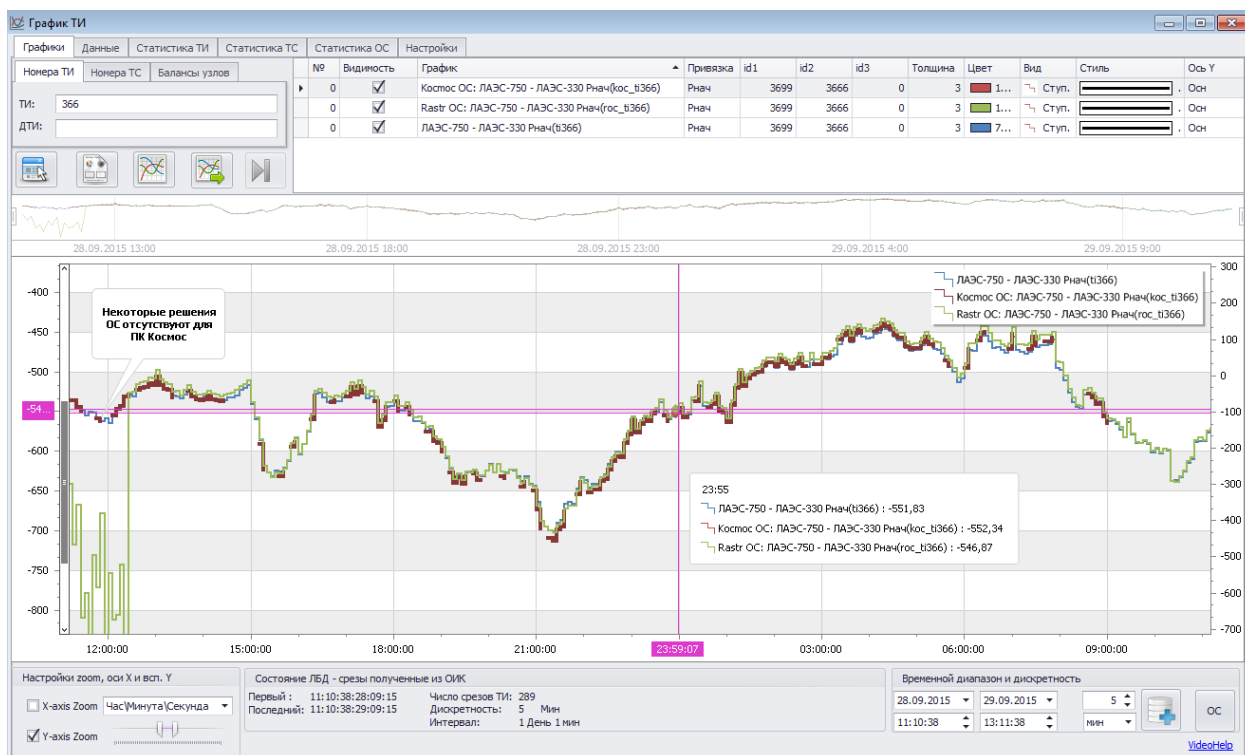 График ТИ
Графики Данные Статистика ТИ Статистика ТС Статистика ОС Настройки
Номера ТИ Номера ТС Балансы узлов
ТИ: 366
ДТИ:
№ Видимость График Привязка id1 id2 id3 Толщина Цвет Вид Стиль Ось Y
0 Космос ОС: ЛАЭС-750 - ЛАЭС-330 Рнач(koc_ti366) Рнач 3699 3666 0 3 1... Ступ. . Осн
0 Rastr ОС: ЛАЭС-750 - ЛАЭС-330 Рнач(roc_ti366) Рнач 3699 3666 0 3 1... Ступ. . Осн
0 ЛАЭС-750 - ЛАЭС-330 Рнач(ti366) Рнач 3699 3666 0 3 7... Ступ. . Осн
28.09.2015 13:00 28.09.2015 18:00 28.09.2015 23:00 29.09.2015 4:00 29.09.2015 9:00
-400
-450
-500
-54...
-600
-650
-700
-750
-800
Некоторые решения
ОС отсутствуют для
ПК Космос
ЛАЭС-750 - ЛАЭС-330 Рнач(ti366)
Космос ОС: ЛАЭС-750 - ЛАЭС-330 Рнач(koc_ti366)
Rastr ОС: ЛАЭС-750 - ЛАЭС-330 Рнач(roc_ti366)
23:55
ЛАЭС-750 - ЛАЭС-330 Рнач(ti366) : -551,83
Космос ОС: ЛАЭС-750 - ЛАЭС-330 Рнач(koc_ti366) : -552,34
Rastr ОС: ЛАЭС-750 - ЛАЭС-330 Рнач(roc_ti366) : -546,87
300
200
100
0
-100
-200
-300
-400
-500
-600
-700
12:00:00 15:00:00 18:00:00 21:00:00 23:59:07 03:00:00 06:00:00 09:00:00
Настройки zoom, оси X и всп. Y
X-axis Zoom Час\Минута\Секунда
Y-axis Zoom
Состояние ЛБД - срезы полученные из ОИК
Первый : 11:10:38:28:09:15 Число срезов ТИ: 289
Последний: 11:10:38:29:09:15 Дискретность: 5 Мин
Интервал: 1 День 1 мин
Временной диапазон и дискретность
28.09.2015 29.09.2015 5
11:10:38 13:11:38 мин
ОС
VideoHelp